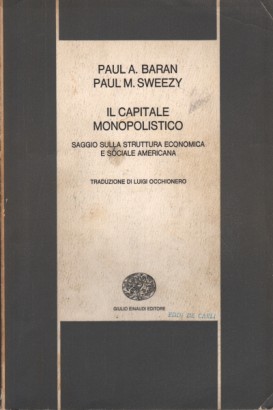 PAUL A. BARAN
PAUL M. SWEEZY
IL CAPITALE
MONOPOLISTICO
SAGGIO SULLA STRUTTURA ECONOMICA
E SOCIALE AMERICANA
TRADUZIONE DI LUIGI OCCHIONERO
GIULIO EINAUDI EDITORE